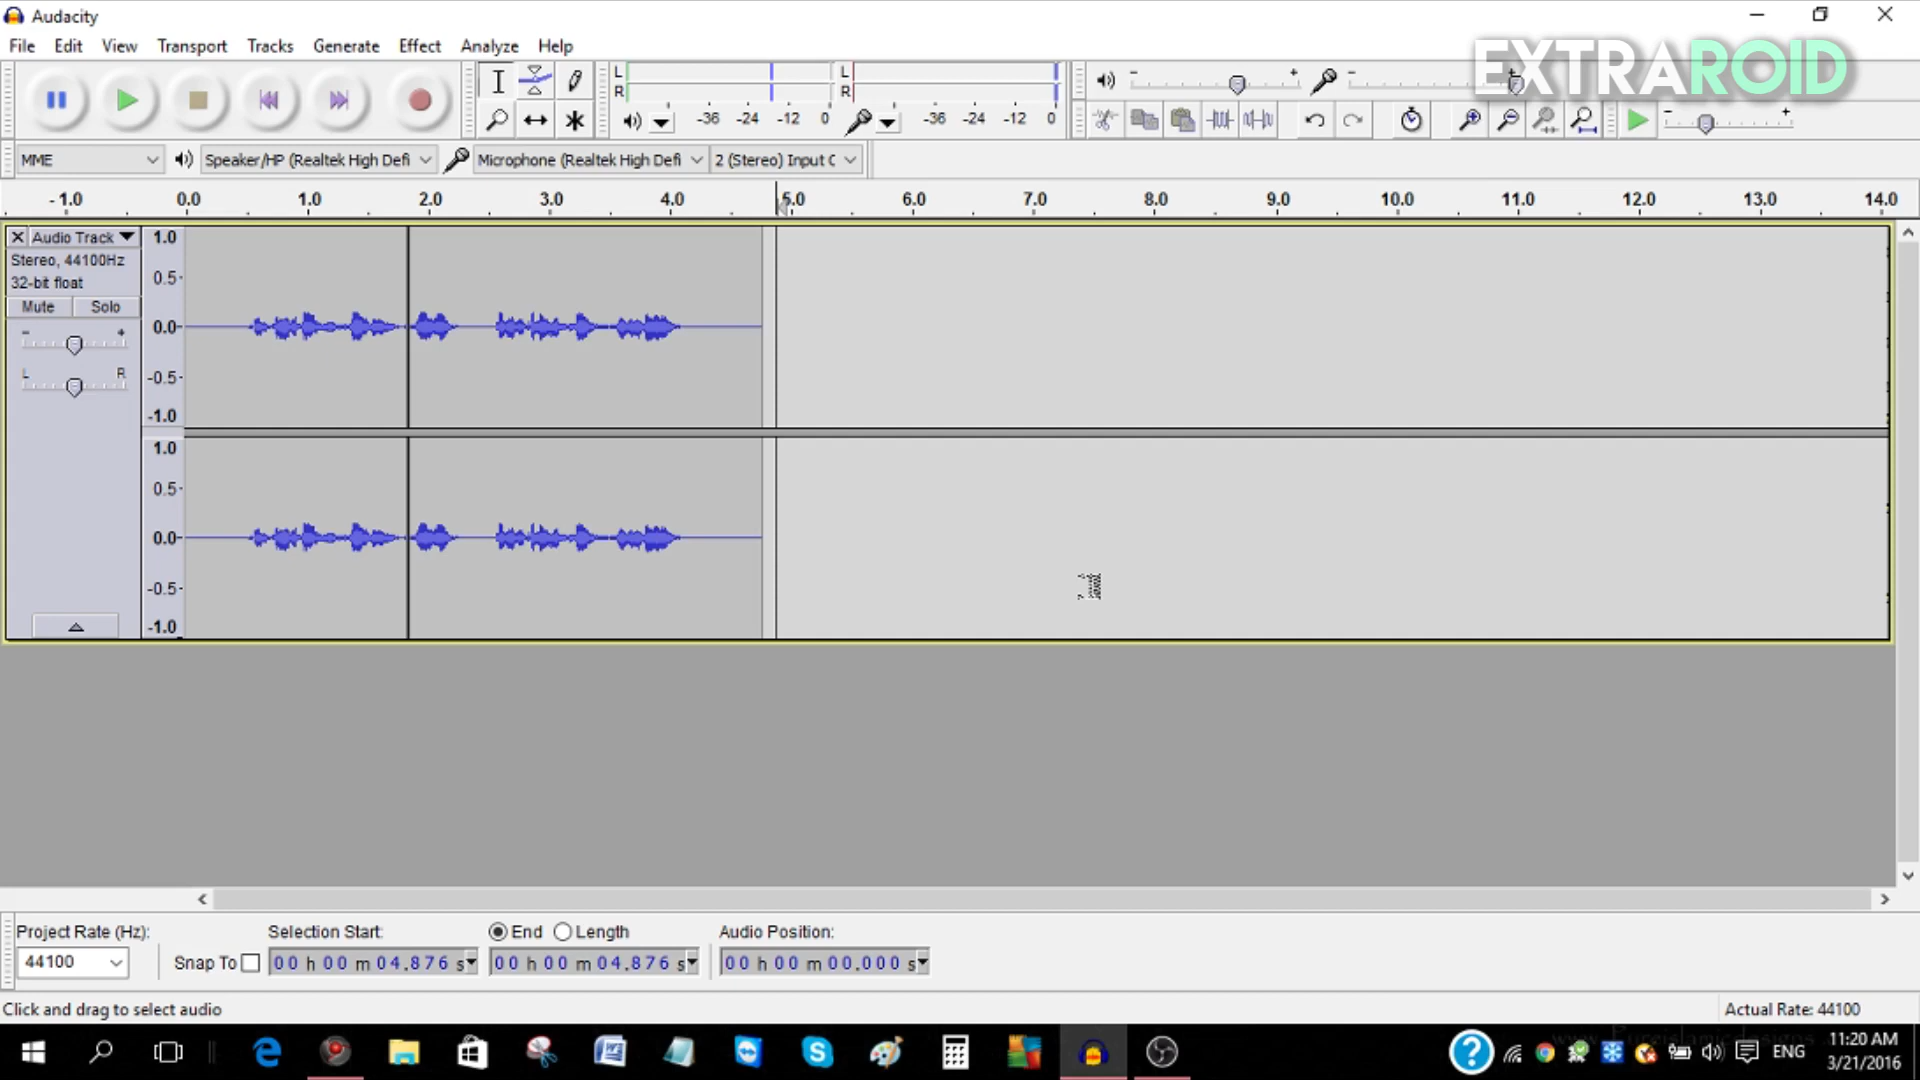 Audacity
File Edit View Transport Tracks Generate Effect Analyze Help
EXTRAROID
L
R
-36 -24 -12 0
L
R
-36 -24 -12 0
MME Speaker/HP (Realtek High Defi Microphone (Realtek High Defi 2 (Stereo) Input C
-1.0 0.0 1.0 2.0 3.0 4.0 5.0 6.0 7.0 8.0 9.0 10.0 11.0 12.0 13.0 14.0
Audio Track
Stereo, 44100Hz
32-bit float
Mute Solo
- +
L R
1.0
0.5
0.0
-0.5
-1.0
1.0
0.5
0.0
-0.5
-1.0
Project Rate (Hz): Selection Start: End Length Audio Position:
44100 Snap To 00 h 00 m 04.876 s 00 h 00 m 04.876 s 00 h 00 m 00.000 s
Click and drag to select audio Actual Rate: 44100
ENG 11:20 AM
3/21/2016